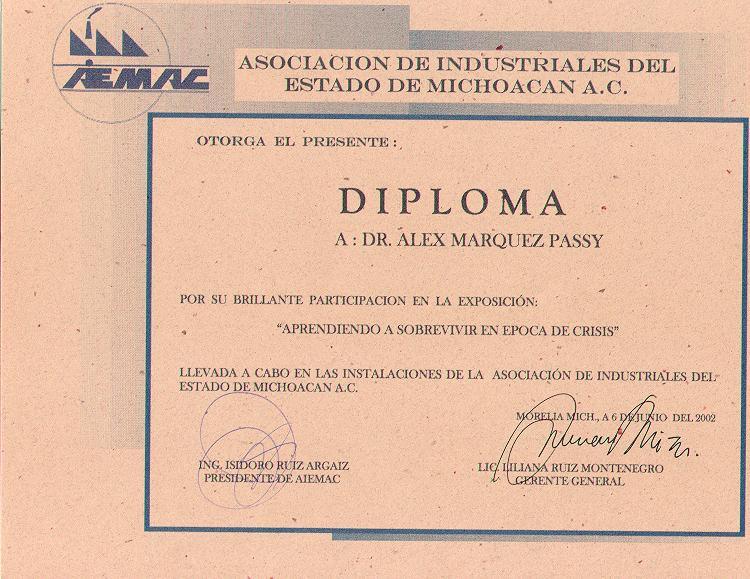 AIEMAC
ASOCIACION DE INDUSTRIALES DEL
ESTADO DE MICHOACAN A.C.
OTORGA EL PRESENTE:
DIPLOMA
A : DR. ALEX MARQUEZ PASSY
POR SU BRILLANTE PARTICIPACION EN LA EXPOSICIÓN:
"APRENDIENDO A SOBREVIVIR EN EPOCA DE CRISIS"
LLEVADA A CABO EN LAS INSTALACIONES DE LA ASOCIACIÓN DE INDUSTRIALES DEL
ESTADO DE MICHOACAN A.C.
MORELIA MICH., A 6 DE JUNIO DEL 2002
ING. ISIDORO RUIZ ARGAIZ
PRESIDENTE DE AIEMAC
LIC. LILIANA RUIZ MONTENEGRO
GERENTE GENERAL